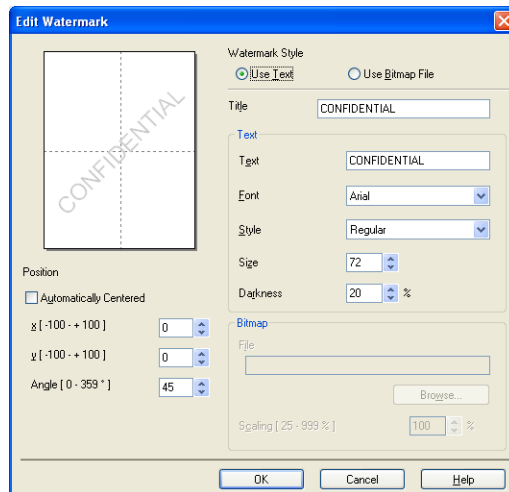 Edit Watermark
CONFIDENTIAL
Watermark Style
Use Text
Use Bitmap File
Title
CONFIDENTIAL
Text
Text
CONFIDENTIAL
Font
Arial
Style
Regular
Size
72
Darkness
20
%
Position
Automatically Centered
x [ -100 - + 100 ]
0
y [ -100 - + 100 ]
0
Angle [ 0 - 359 ° ]
45
Bitmap
File
Browse...
Scaling [ 25 - 999 % ]
100
%
OK
Cancel
Help